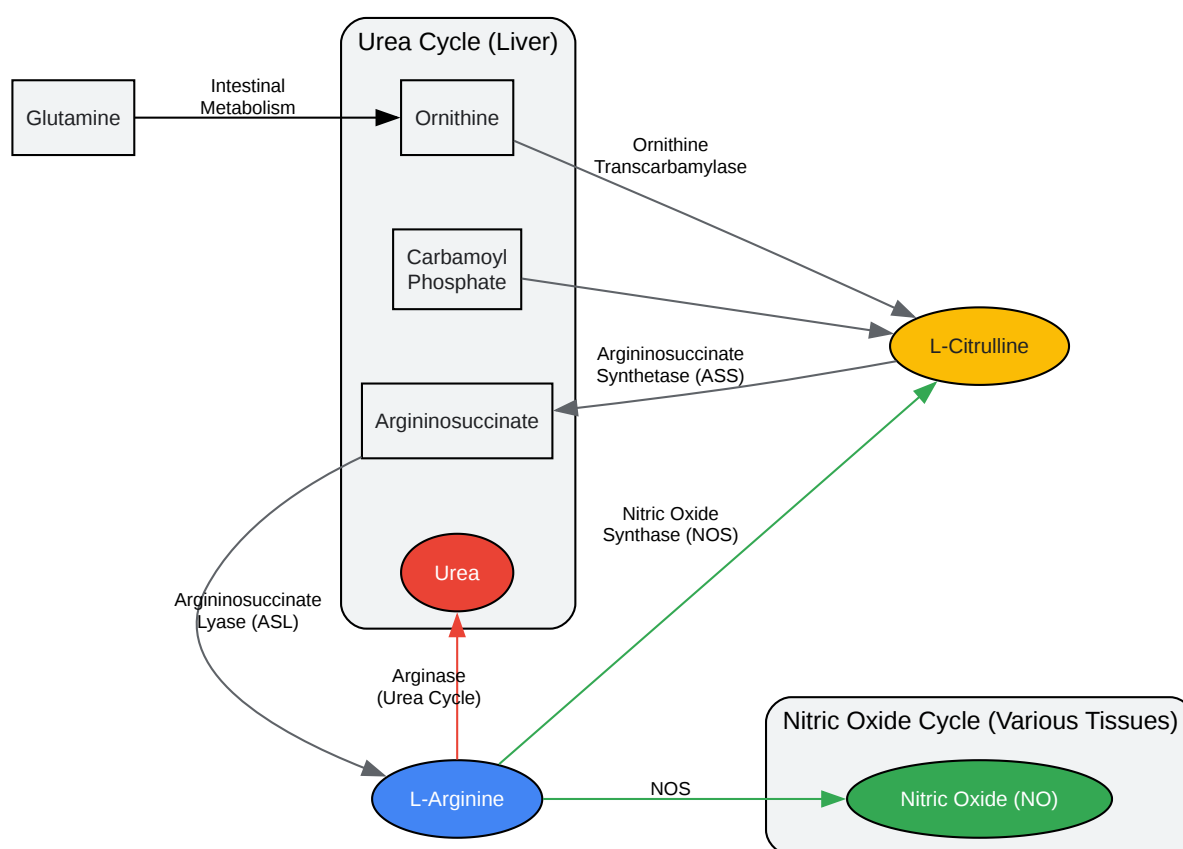 Urea Cycle (Liver)
Intestinal
Metabolism
Glutamine
Ornithine
Ornithine
Transcarbamylase
Carbamoyl
Phosphate
L-Citrulline
Argininosuccinate
Synthetase (ASS)
Argininosuccinate
Nitric Oxide
Synthase (NOS)
Urea
Argininosuccinate
Lyase (ASL)
Arginase
(Urea Cycle)
Nitric Oxide Cycle (Various Tissues)
L-Arginine
NOS
Nitric Oxide (NO)